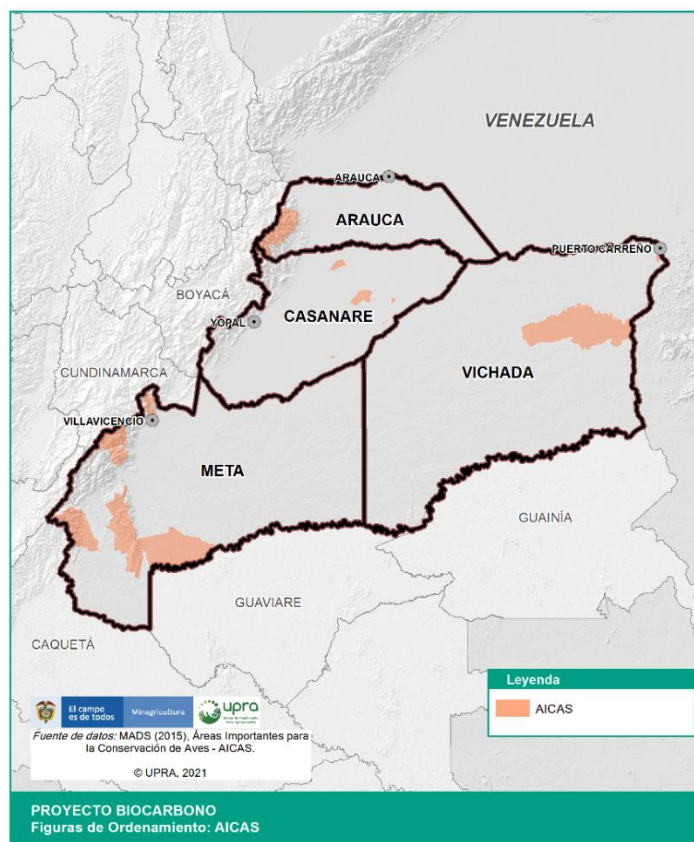 VENEZUELA
ARAUCA
ARAUCA
PUERTO CARREÑO
BOYACÁ
CASANARE
YOPAL
CUNDINAMARCA
VICHADA
VILLAVICENCIO
META
GUAINÍA
GUAVIARE
CAQUETÁ
Leyenda
AICAS
El campo
es de todos
Minagricultura
upra
Fuente de datos: MADS (2015), Áreas Importantes para
la Conservación de Aves - AICAS.
© UPRA, 2021
PROYECTO BIOCARBONO
Figuras de Ordenamiento: AICAS